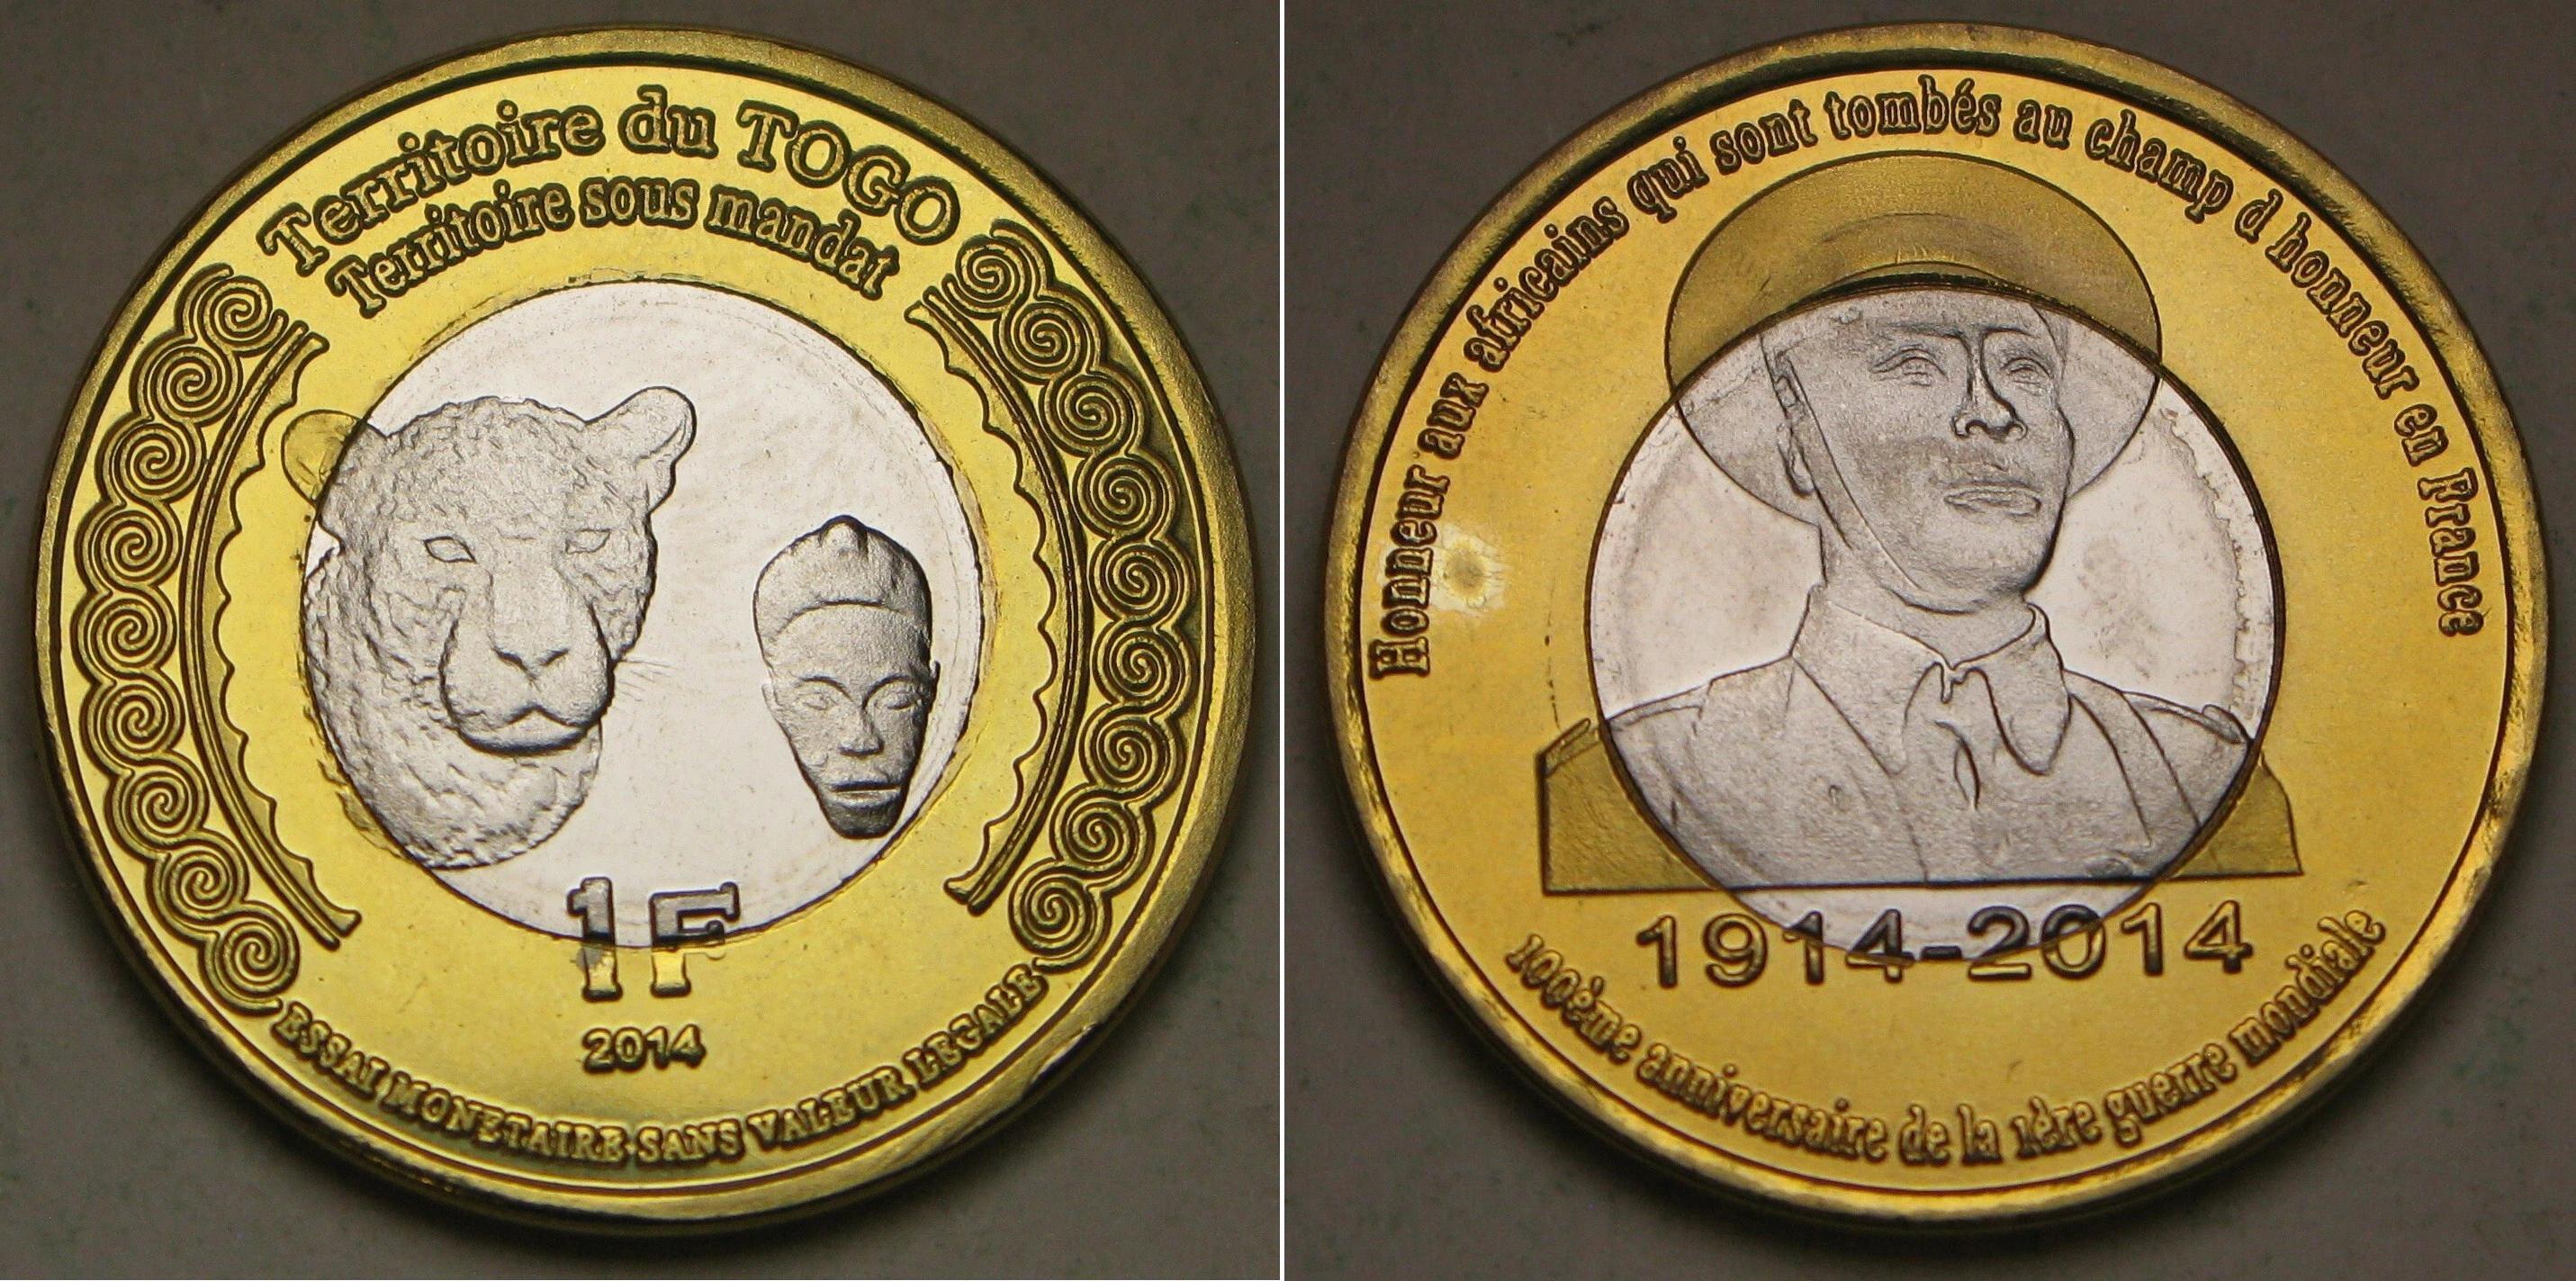 Territoire du TOGO
Territoire sous mandat
1F
2014
ESSAI MONETAIRE SANS VALEUR LEGALE
Honneur aux africains qui sont tombés au champ d honneur en France
1914-2014
100ème anniversaire de la 1ère guerre mondiale